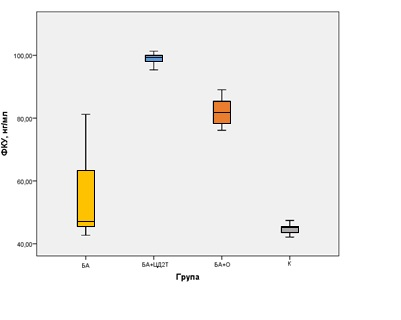 ФКУ, нг/мл
100,00
80,00
60,00
40,00
БА
БА+ЦД2Т
БА+О
К
Група